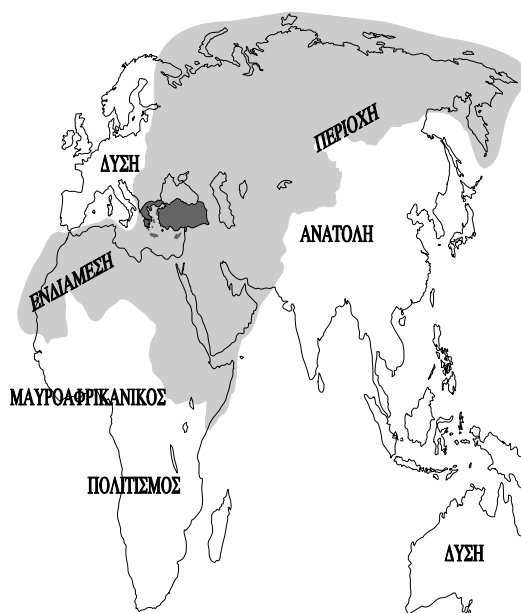 ΠΕΡΙΟΧΗ
ΔΥΣΗ
ΑΝΑΤΟΛΗ
ΕΝΔΙΑΜΕΣΗ
ΜΑΥΡΟΑΦΡΙΚΑΝΙΚΟΣ
ΠΟΛΙΤΙΣΜΟΣ
ΔΥΣΗ